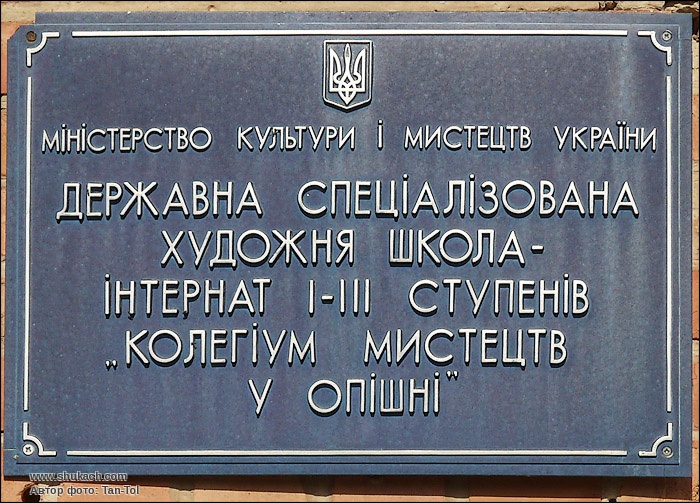 МІНІСТЕРСТВО КУЛЬТУРИ І МИСТЕЦТВ УКРАЇНИ
ДЕРЖАВНА СПЕЦІАЛІЗОВАНА
ХУДОЖНЯ ШКОЛА-
ІНТЕРНАТ І-ІІІ СТУПЕНІВ
„КОЛЕГІУМ МИСТЕЦТВ
У ОПІШНІ"
www.shukach.com
Автор фото: Tan-Tol